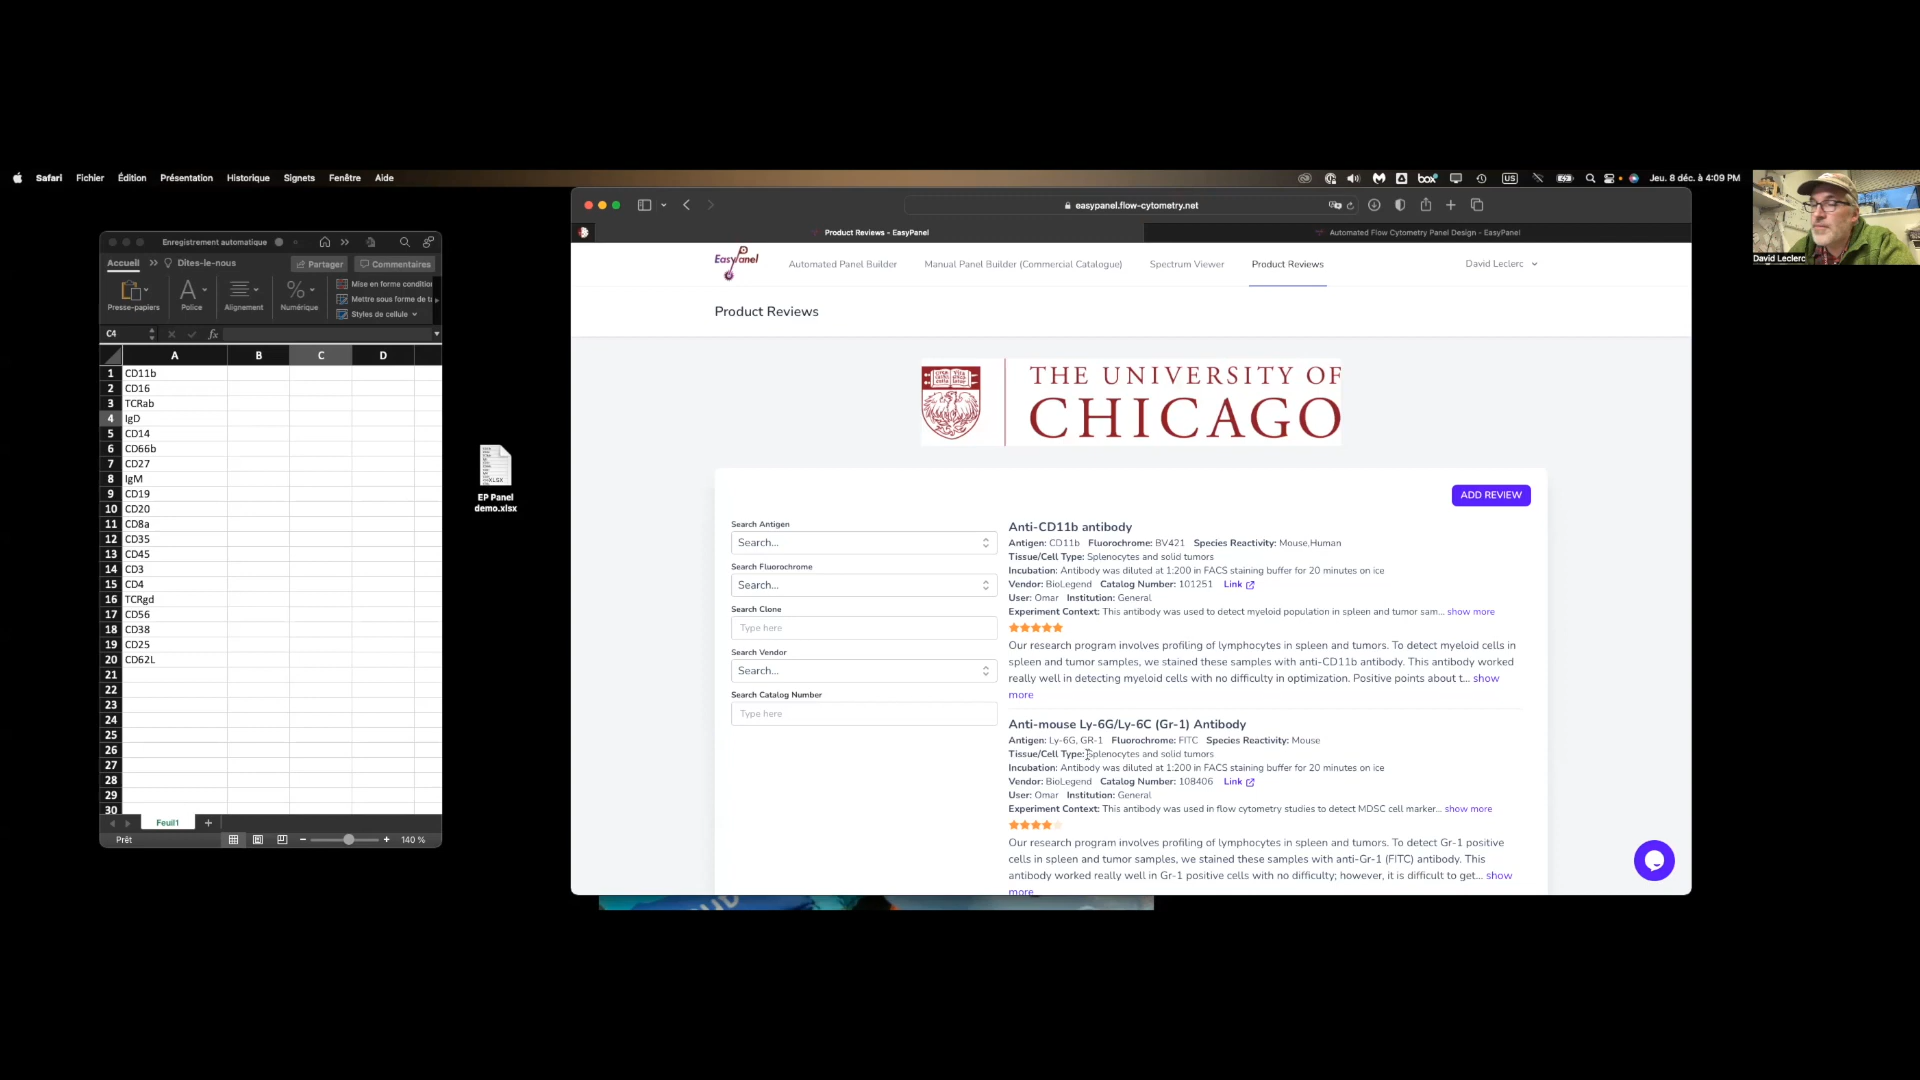 Safari Fichier Édition Présentation Historique Signets Fenêtre Aide
box US Jeu. 8 déc. à 4:09 PM
David Leclerc
Enregistrement automatique
Accueil Dites-le-nous Partager Commentaires
Presse-papiers Police Alignement Numérique
Mise en forme conditio
Mettre sous forme de t
Styles de cellule
C4 fx
A B C D
1 CD11b
2 CD16
3 TCRab
4 IgD
5 CD14
6 CD66b
7 CD27
8 IgM
9 CD19
10 CD20
11 CD8a
12 CD35
13 CD45
14 CD3
15 CD4
16 TCRgd
17 CD56
18 CD38
19 CD25
20 CD62L
21
22
23
24
25
26
27
28
29
30
Feuil1 +
Prêt 140 %
XLSX
EP Panel
demo.xlsx
easypanel.flow-cytometry.net
Product Reviews - EasyPanel
Automated Flow Cytometry Panel Design - EasyPanel
EasyPanel
Automated Panel Builder Manual Panel Builder (Commercial Catalogue) Spectrum Viewer Product Reviews David Leclerc
Product Reviews
THE UNIVERSITY OF
CHICAGO
ADD REVIEW
Search Antigen
Search...
Search Fluorochrome
Search...
Search Clone
Type here
Search Vendor
Search...
Search Catalog Number
Type here
Anti-CD11b antibody
Antigen: CD11b Fluorochrome: BV421 Species Reactivity: Mouse,Human
Tissue/Cell Type: Splenocytes and solid tumors
Incubation: Antibody was diluted at 1:200 in FACS staining buffer for 20 minutes on ice
Vendor: BioLegend Catalog Number: 101251 Link
User: Omar Institution: General
Experiment Context: This antibody was used to detect myeloid population in spleen and tumor sam... show more
Our research program involves profiling of lymphocytes in spleen and tumors. To detect myeloid cells in
spleen and tumor samples, we stained these samples with anti-CD11b antibody. This antibody worked
really well in detecting myeloid cells with no difficulty in optimization. Positive points about t... show
more
Anti-mouse Ly-6G/Ly-6C (Gr-1) Antibody
Antigen: Ly-6G, GR-1 Fluorochrome: FITC Species Reactivity: Mouse
Tissue/Cell Type: Splenocytes and solid tumors
Incubation: Antibody was diluted at 1:200 in FACS staining buffer for 20 minutes on ice
Vendor: BioLegend Catalog Number: 108406 Link
User: Omar Institution: General
Experiment Context: This antibody was used in flow cytometry studies to detect MDSC cell marker... show more
Our research program involves profiling of lymphocytes in spleen and tumors. To detect Gr-1 positive
cells in spleen and tumor samples, we stained these samples with anti-Gr-1 (FITC) antibody. This
antibody worked really well in Gr-1 positive cells with no difficulty; however, it is difficult to get... show
more